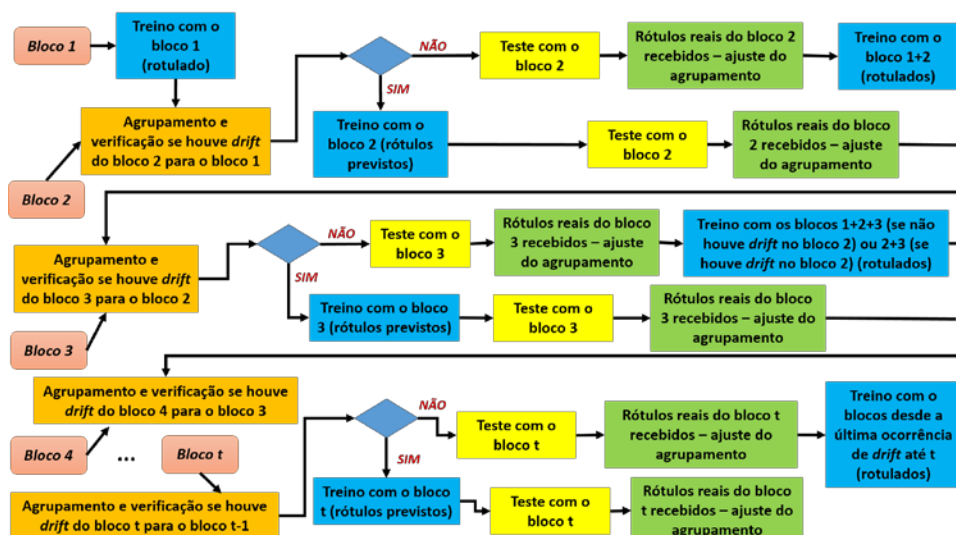 Bloco 1
Treino com o
bloco 1
(rotulado)
NÃO
Teste com o
bloco 2
Rótulos reais do bloco 2
recebidos – ajuste do
agrupamento
Treino com o
bloco 1+2
(rotulados)
SIM
Agrupamento e
verificação se houve drift
do bloco 2 para o bloco 1
Treino com o
bloco 2 (rótulos
previstos)
Teste com o
bloco 2
Rótulos reais do bloco
2 recebidos – ajuste
do agrupamento
Bloco 2
Agrupamento e
verificação se houve drift
do bloco 3 para o bloco 2
NÃO
Teste com o
bloco 3
Rótulos reais do bloco
3 recebidos – ajuste
do agrupamento
Treino com os blocos 1+2+3 (se não
houve drift no bloco 2) ou 2+3 (se
houve drift no bloco 2) (rotulados)
SIM
Treino com o bloco
3 (rótulos previstos)
Teste com o
bloco 3
Rótulos reais do bloco
3 recebidos – ajuste do
agrupamento
Bloco 3
Agrupamento e verificação se houve
drift do bloco 4 para o bloco 3
NÃO
Teste com o
bloco t
Rótulos reais do bloco t
recebidos – ajuste do
agrupamento
Treino com o
blocos desde a
última ocorrência
de drift até t
(rotulados)
Bloco 4
...
Bloco t
SIM
Treino com o bloco
t (rótulos previstos)
Teste com o
bloco t
Rótulos reais do bloco
t recebidos – ajuste do
agrupamento
Agrupamento e verificação se houve
drift do bloco t para o bloco t-1